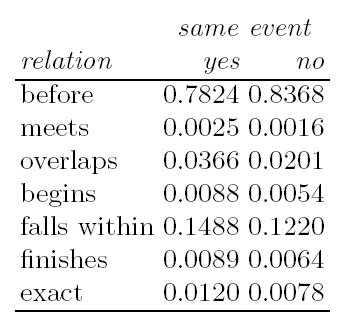 same event
relation yes no
before 0.7824 0.8368
meets 0.0025 0.0016
overlaps 0.0366 0.0201
begins 0.0088 0.0054
falls within 0.1488 0.1220
finishes 0.0089 0.0064
exact 0.0120 0.0078